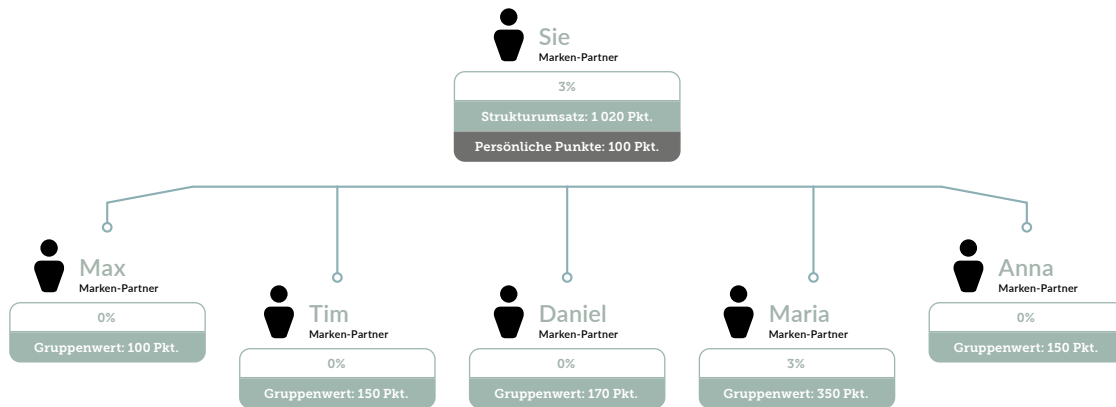 Sie
Marken-Partner
3%
Strukturumsatz: 1 020 Pkt.
Persönliche Punkte: 100 Pkt.
Max
Marken-Partner
0%
Gruppenwert: 100 Pkt.
Tim
Marken-Partner
0%
Gruppenwert: 150 Pkt.
Daniel
Marken-Partner
0%
Gruppenwert: 170 Pkt.
Maria
Marken-Partner
3%
Gruppenwert: 350 Pkt.
Anna
Marken-Partner
0%
Gruppenwert: 150 Pkt.